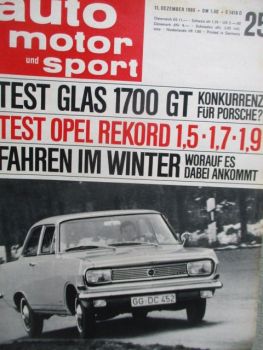 auto
motor
und
sport
11. DEZEMBER 1965 • DM 1,50 • C 1418 D
25
TEST GLAS 1700 GT KONKURRENZ FÜR PORSCHE?
TEST OPEL REKORD 1,5·1,7·1,9
FAHREN IM WINTER WORAUF ES DABEI ANKOMMT
GG DC 452